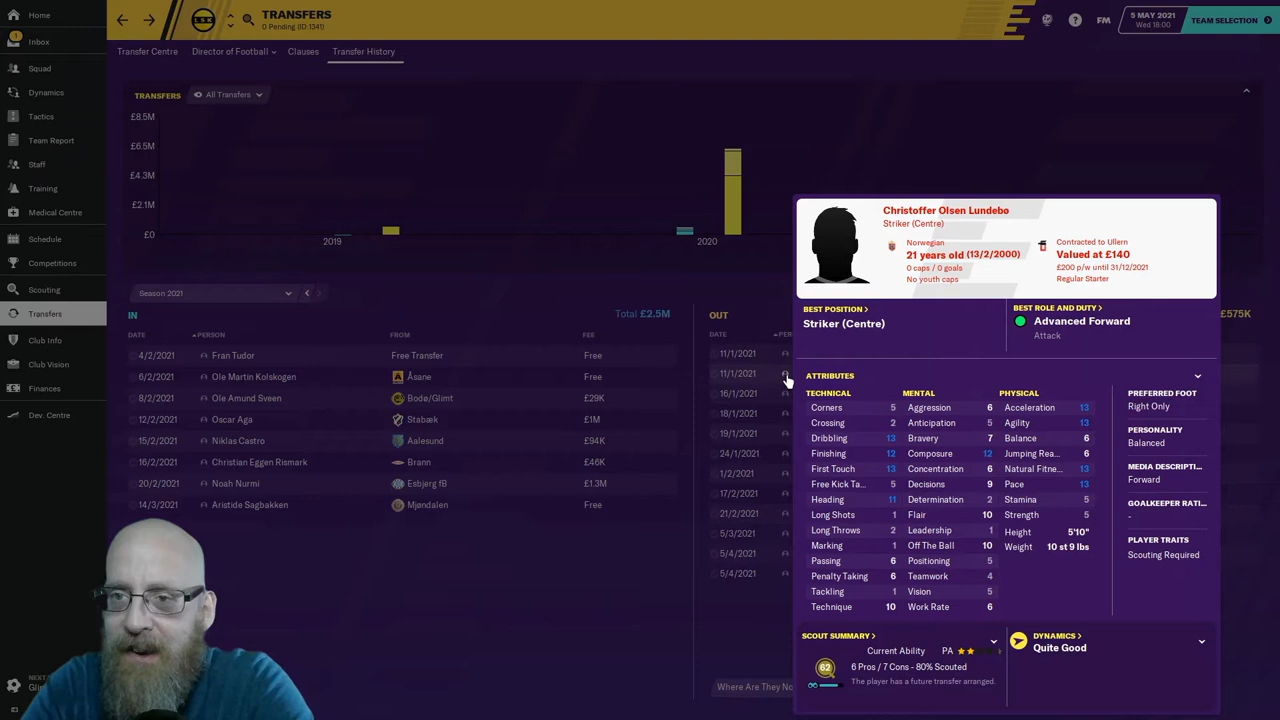 Home
LSK
TRANSFERS
0 Pending (ID:1341)
FM
5 MAY 2021
Wed 18:00
TEAM SELECTION
1
Inbox
Transfer Centre
Director of Football
Clauses
Transfer History
Squad
Dynamics
Tactics
Team Report
Staff
Training
Medical Centre
Schedule
Competitions
Scouting
Transfers
Club Info
Club Vision
Finances
Dev. Centre
TRANSFERS
All Transfers
£8.5M
£6.5M
£4.3M
£2.1M
£0
2019
2020
Season 2021
IN
Total £2.5M
DATE
PERSON
FROM
FEE
4/2/2021 Fran Tudor Free Transfer Free
6/2/2021 Ole Martin Kolskogen Åsane Free
8/2/2021 Ole Amund Sveen Bodø/Glimt £29K
12/2/2021 Oscar Aga Stabæk £1M
15/2/2021 Niklas Castro Aalesund £94K
16/2/2021 Christian Eggen Rismark Brann £46K
20/2/2021 Noah Nurmi Esbjerg fB £1.3M
14/3/2021 Aristide Sagbakken Mjøndalen Free
OUT
£575K
DATE
11/1/2021
11/1/2021
16/1/2021
18/1/2021
19/1/2021
24/1/2021
1/2/2021
17/2/2021
21/2/2021
5/3/2021
5/4/2021
5/4/2021
Where Are They No
Christoffer Olsen Lundebø
Striker (Centre)
Norwegian
21 years old (13/2/2000)
0 caps / 0 goals
No youth caps
Contracted to Ullern
Valued at £140
£200 p/w until 31/12/2021
Regular Starter
BEST POSITION
Striker (Centre)
BEST ROLE AND DUTY
Advanced Forward
Attack
ATTRIBUTES
TECHNICAL
Corners 5
Crossing 2
Dribbling 13
Finishing 12
First Touch 13
Free Kick Ta... 5
Heading 11
Long Shots 1
Long Throws 2
Marking 1
Passing 6
Penalty Taking 6
Tackling 1
Technique 10
MENTAL
Aggression 6
Anticipation 5
Bravery 7
Composure 12
Concentration 6
Decisions 9
Determination 2
Flair 10
Leadership 1
Off The Ball 10
Positioning 5
Teamwork 4
Vision 5
Work Rate 6
PHYSICAL
Acceleration 13
Agility 13
Balance 6
Jumping Rea... 6
Natural Fitne... 13
Pace 13
Stamina 5
Strength 5
Height 5'10"
Weight 10 st 9 lbs
PREFERRED FOOT
Right Only
PERSONALITY
Balanced
MEDIA DESCRIPTI...
Forward
GOALKEEPER RATI...
-
PLAYER TRAITS
Scouting Required
SCOUT SUMMARY
Current Ability
PA
62
6 Pros / 7 Cons - 80% Scouted
The player has a future transfer arranged.
DYNAMICS
Quite Good